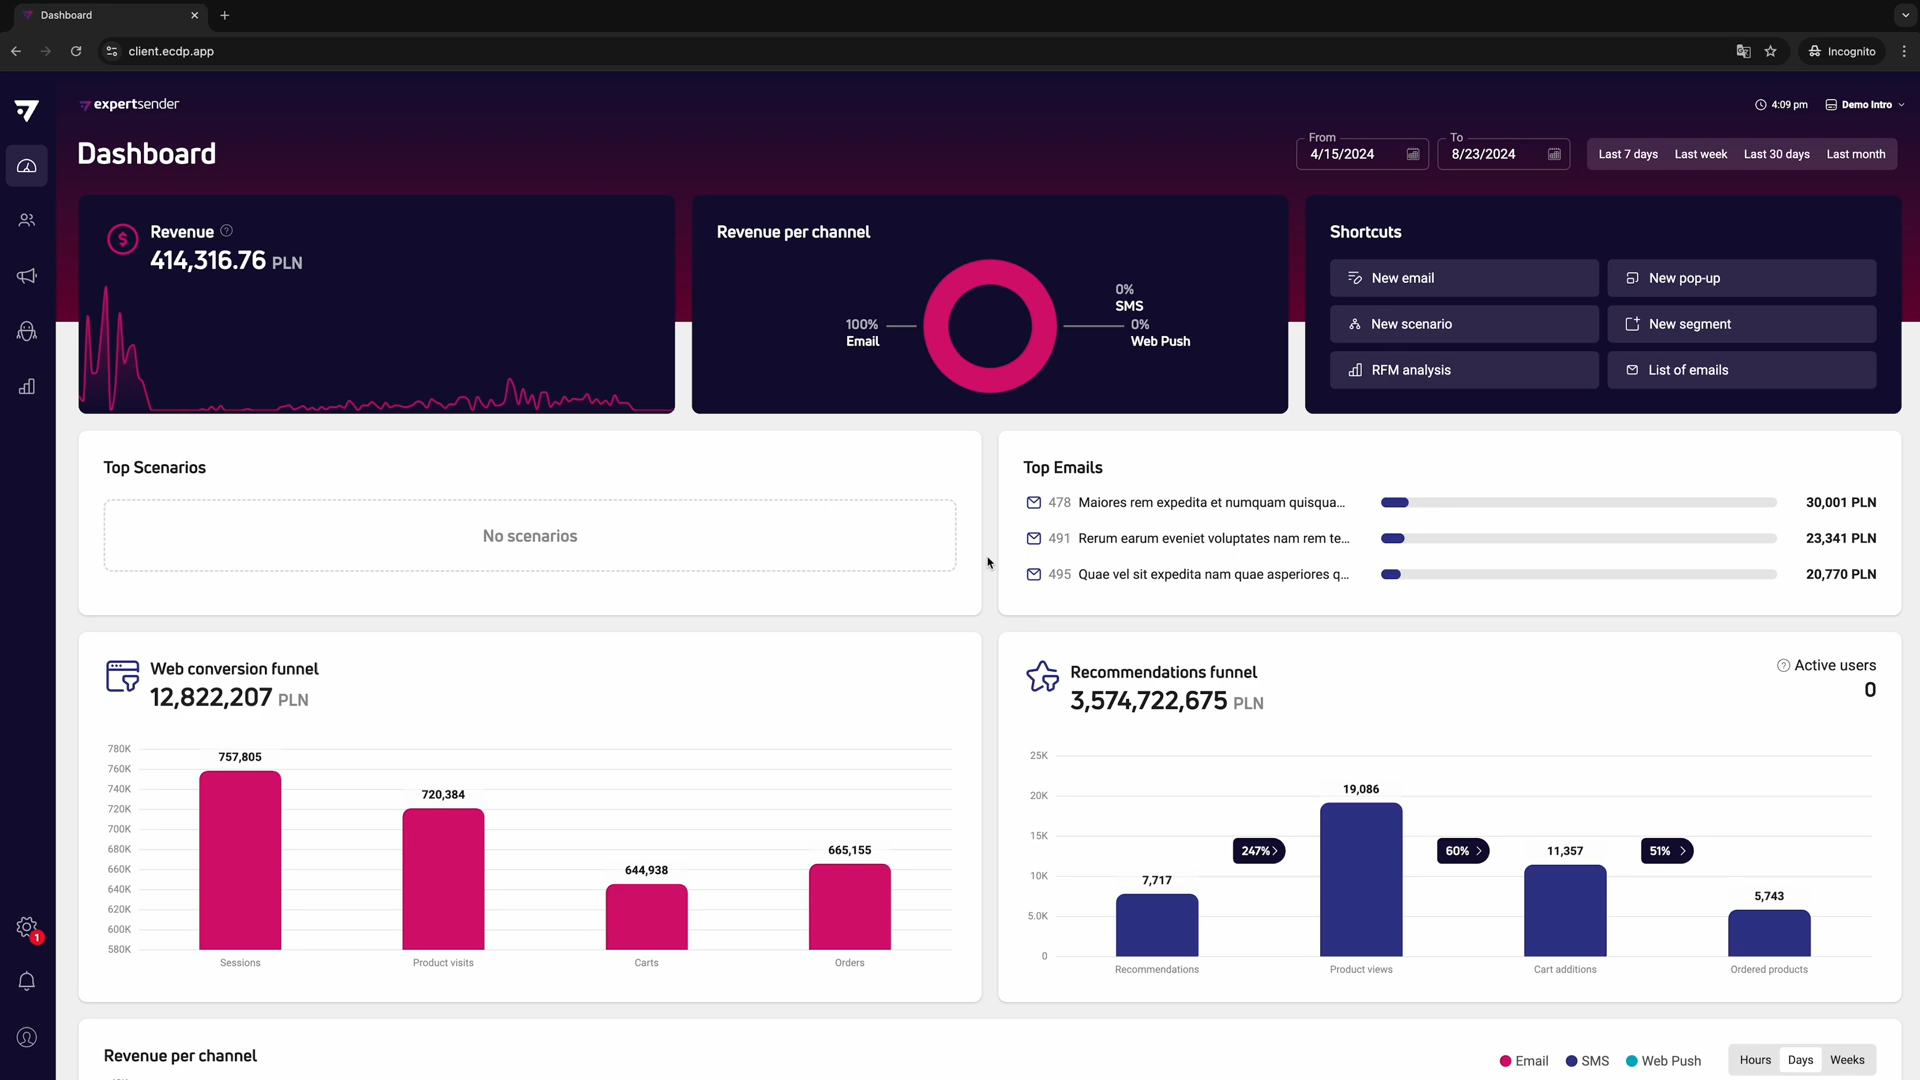 Dashboard
client.ecdp.app
Incognito
expertsender
4:09 pm
Demo Intro
Dashboard
From
4/15/2024
To
8/23/2024
Last 7 days
Last week
Last 30 days
Last month
Revenue
414,316.76 PLN
Revenue per channel
100%
Email
0%
SMS
0%
Web Push
Shortcuts
New email
New pop-up
New scenario
New segment
RFM analysis
List of emails
Top Scenarios
No scenarios
Top Emails
478 Maiores rem expedita et numquam quisqua... 30,001 PLN
491 Rerum earum eveniet voluptates nam rem te... 23,341 PLN
495 Quae vel sit expedita nam quae asperiores q... 20,770 PLN
Web conversion funnel
12,822,207 PLN
780K
760K
740K
720K
700K
680K
660K
640K
620K
600K
580K
757,805
720,384
644,938
665,155
Sessions
Product visits
Carts
Orders
Recommendations funnel
3,574,722,675 PLN
Active users
0
25K
20K
15K
10K
5.0K
0
7,717
247%
19,086
60%
11,357
51%
5,743
Recommendations
Product views
Cart additions
Ordered products
1
Revenue per channel
Email
SMS
Web Push
Hours
Days
Weeks